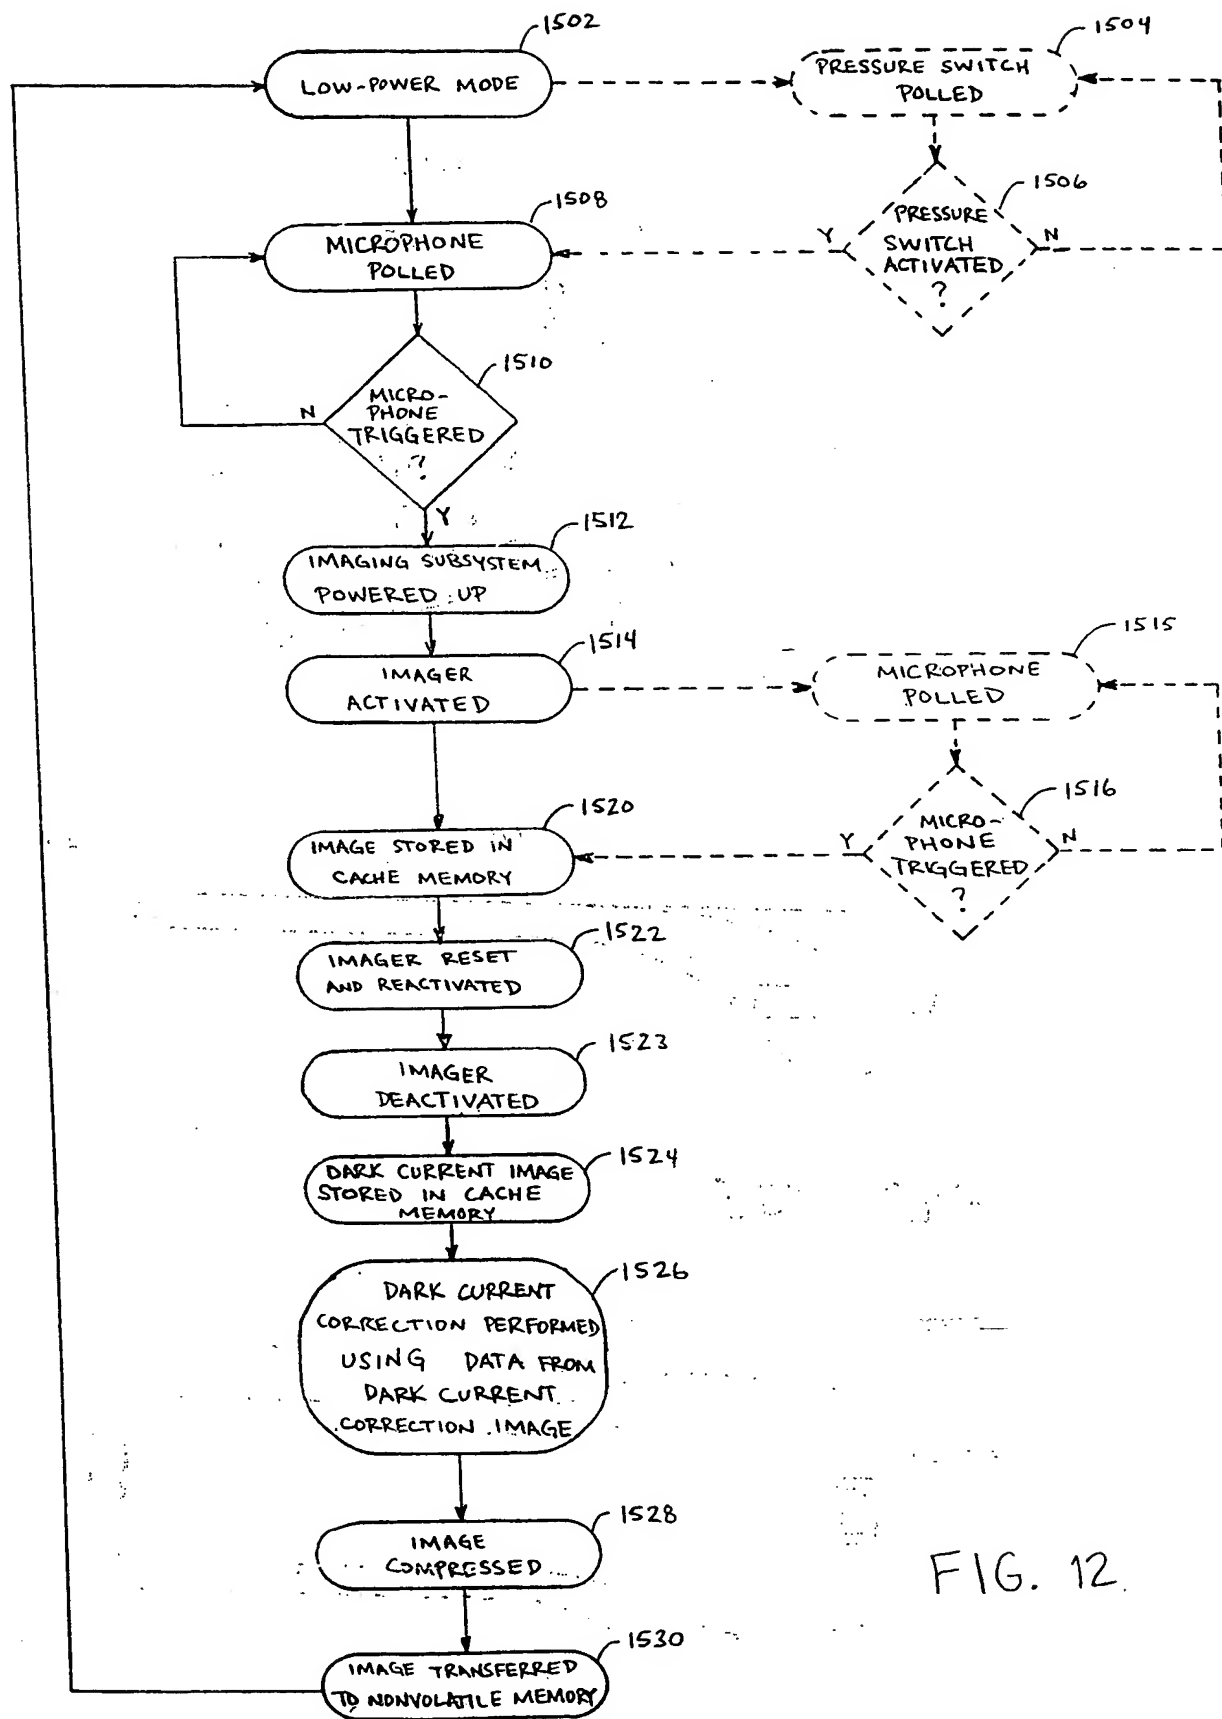 1502
LOW-POWER MODE
1504
PRESSURE SWITCH
POLLED
1506
PRESSURE
SWITCH
ACTIVATED
?
Y
N
1508
MICROPHONE
POLLED
1510
MICRO-
PHONE
TRIGGERED
?
N
Y
1512
IMAGING SUBSYSTEM
POWERED UP
1514
IMAGER
ACTIVATED
1515
MICROPHONE
POLLED
1516
MICRO-
PHONE
TRIGGERED
?
Y
N
1520
IMAGE STORED IN
CACHE MEMORY
1522
IMAGER RESET
AND REACTIVATED
1523
IMAGER
DEACTIVATED
1524
DARK CURRENT IMAGE
STORED IN CACHE
MEMORY
1526
DARK CURRENT
CORRECTION PERFORMED
USING DATA FROM
DARK CURRENT
CORRECTION IMAGE
1528
IMAGE
COMPRESSED
1530
IMAGE TRANSFERRED
TO NONVOLATILE MEMORY
FIG. 12